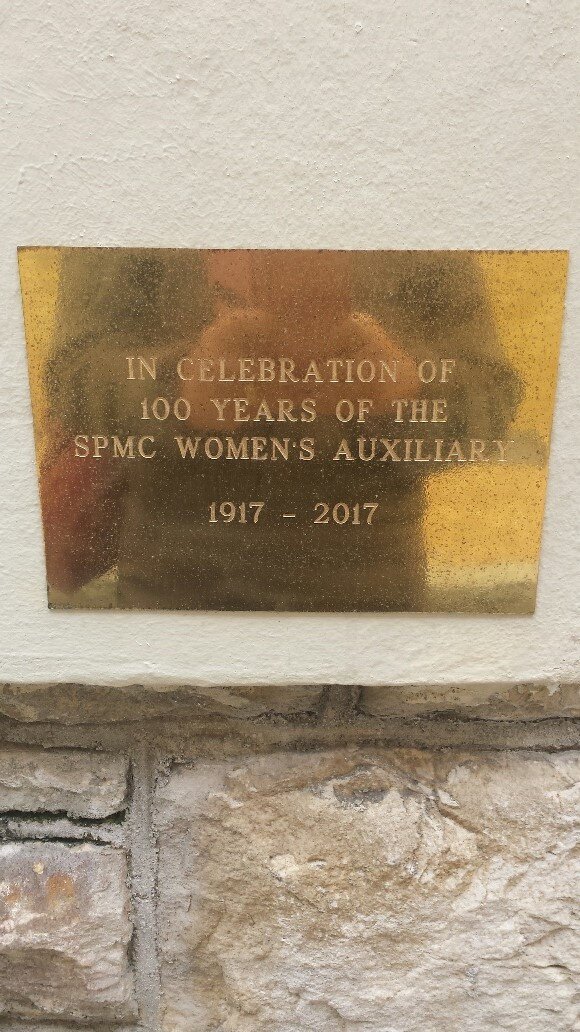 IN CELEBRATION OF
100 YEARS OF THE
SPMC WOMEN'S AUXILIARY
1917 - 2017